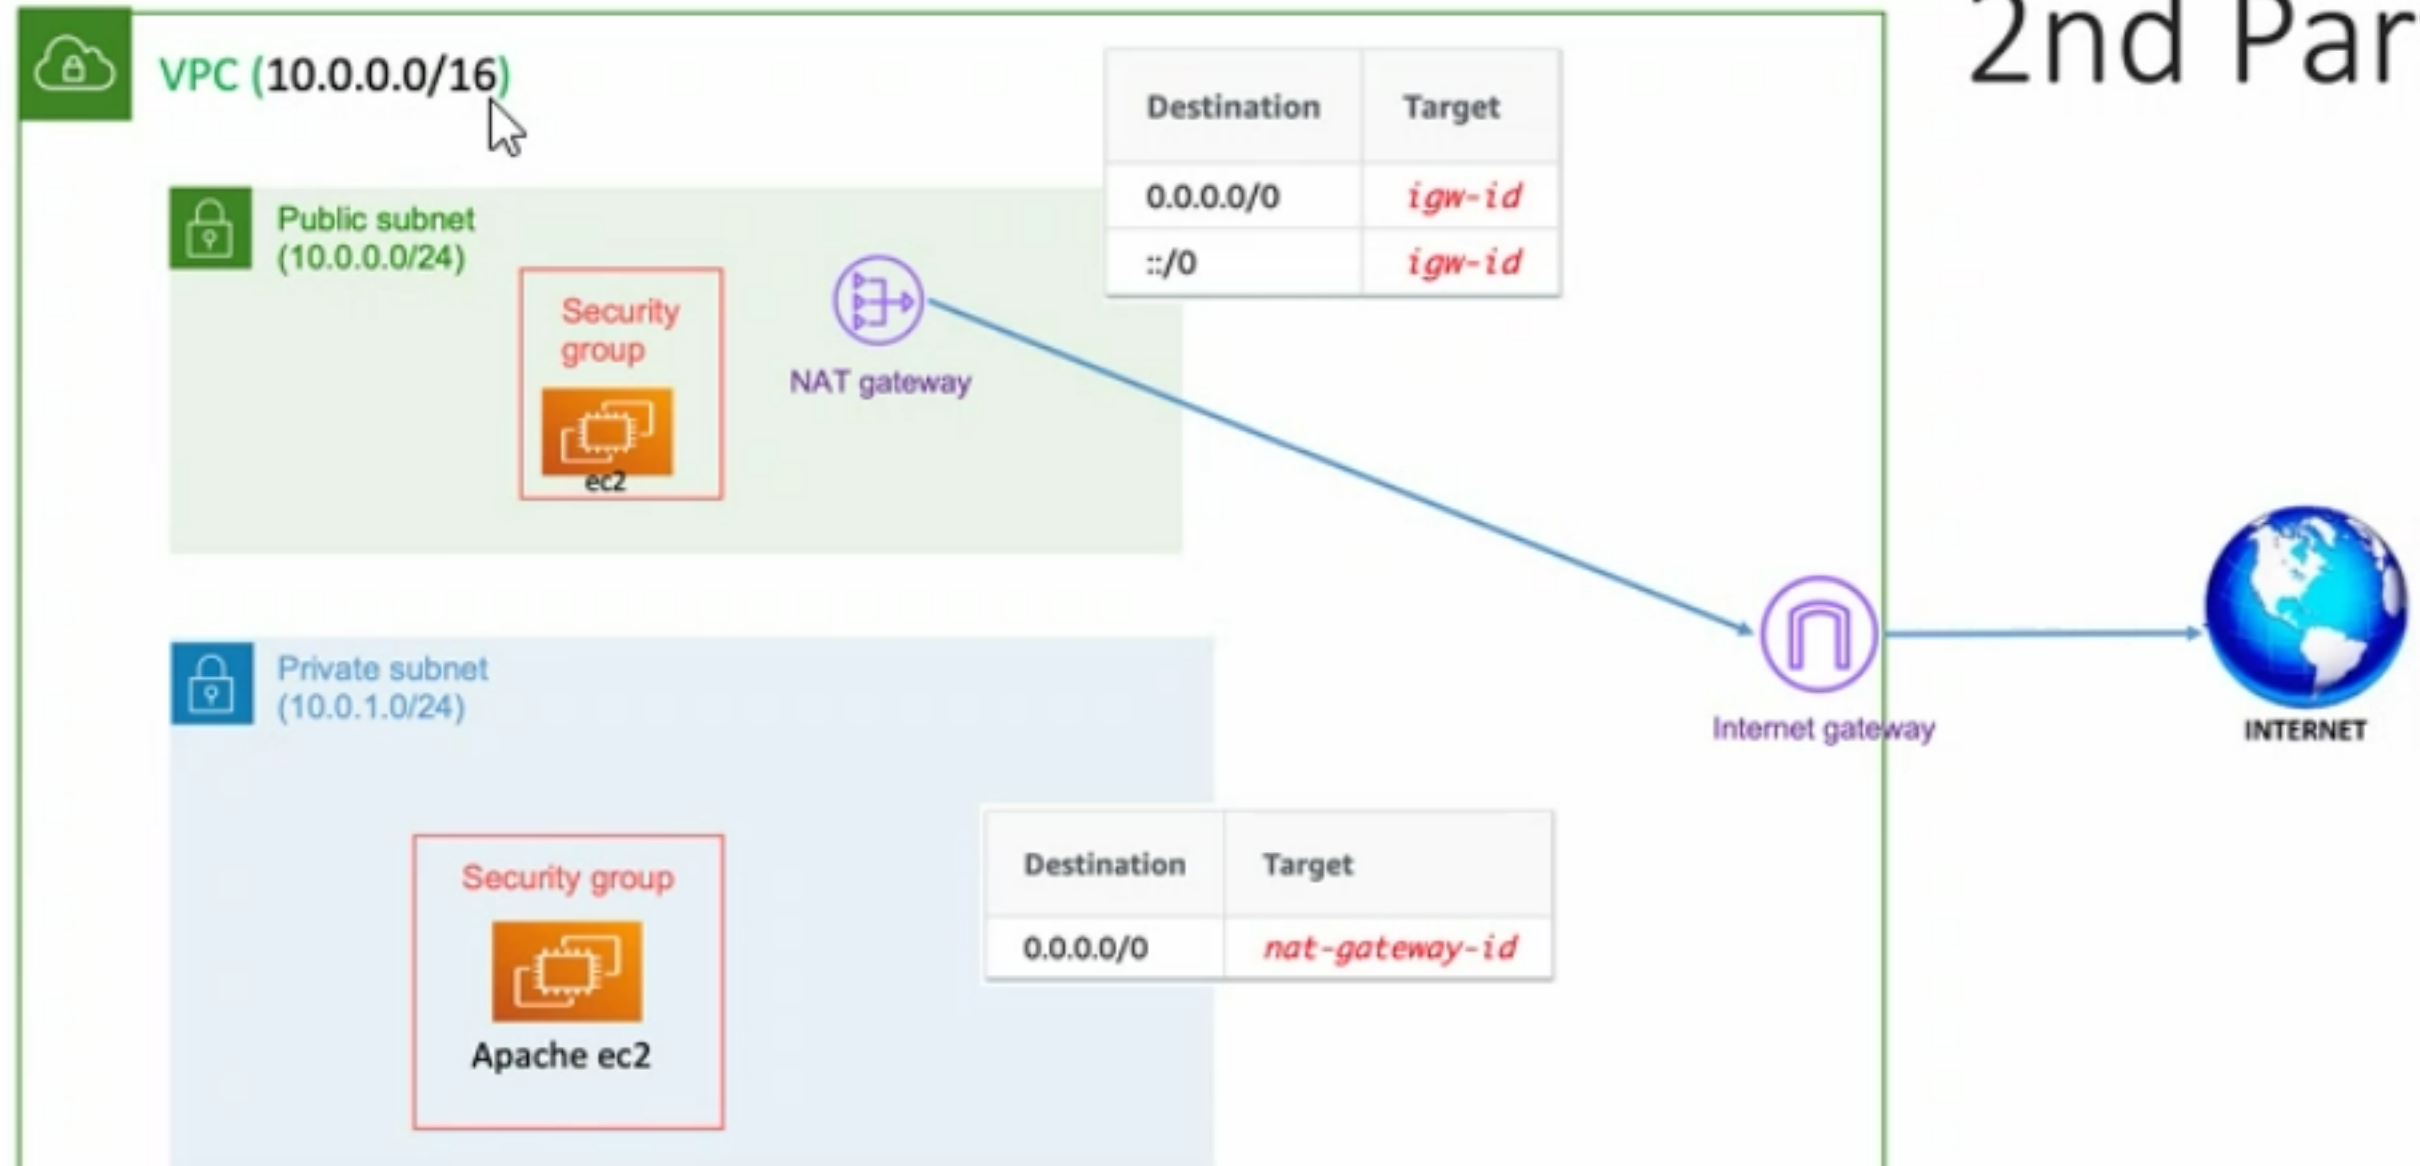 2nd Par
VPC (10.0.0.0/16)
Destination Target
0.0.0.0/0 igw-id
::/0 igw-id
Public subnet
(10.0.0.0/24)
Security
group
ec2
NAT gateway
Private subnet
(10.0.1.0/24)
Internet gateway
INTERNET
Destination Target
0.0.0.0/0 nat-gateway-id
Security group
Apache ec2